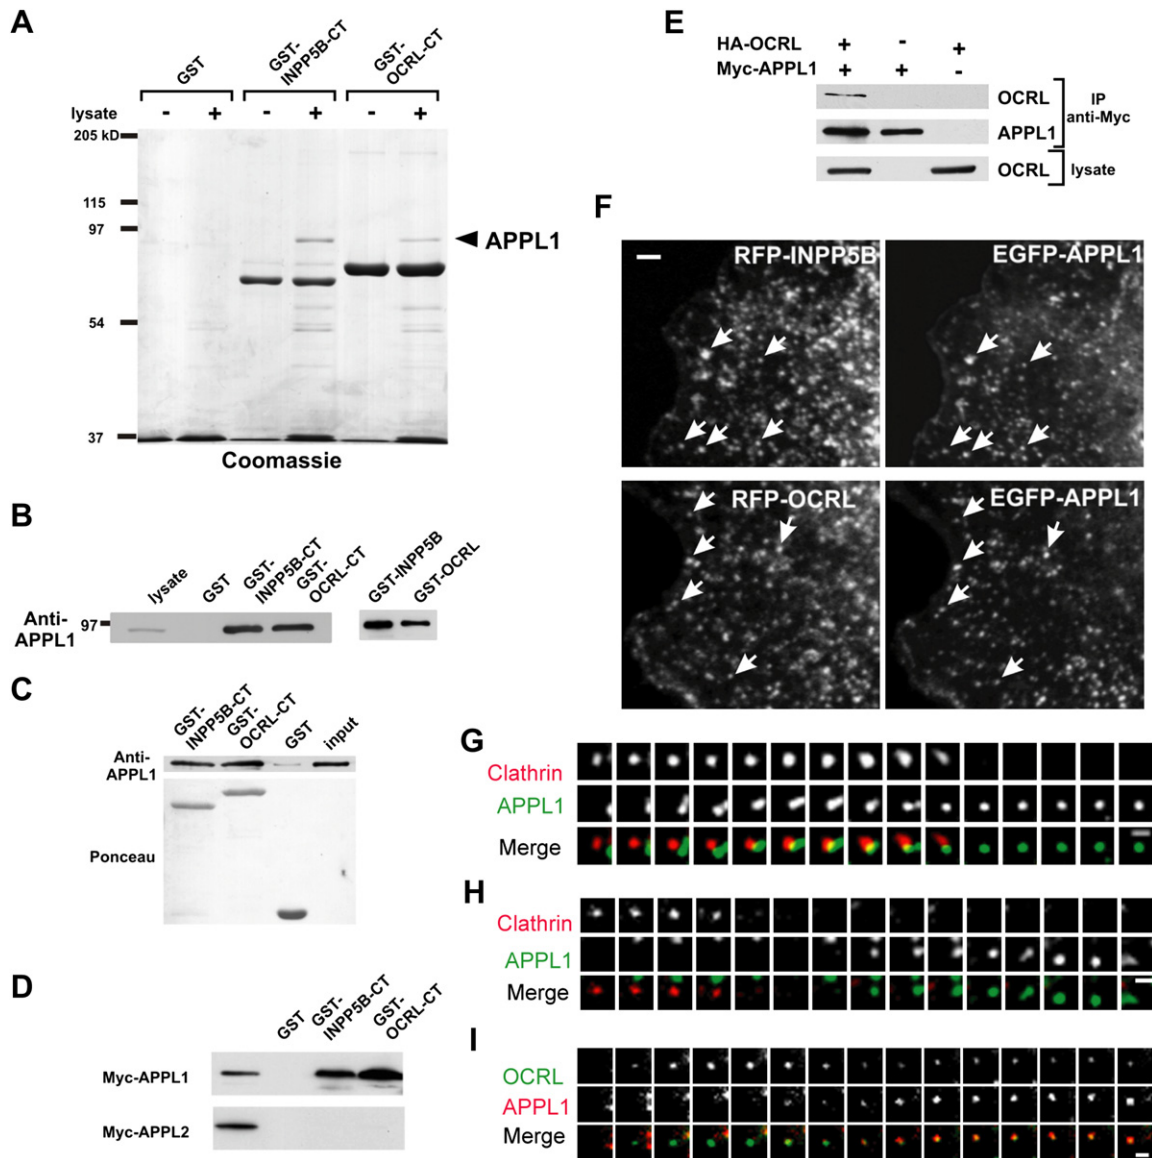 A
GST
GST-
INPP5B-CT
GST-
OCRL-CT
lysate - + - + - +
205 kD
115
97
APPL1
54
37
Coomassie
B
lysate
GST
GST-
INPP5B-CT
GST-
OCRL-CT
GST-INPP5B
GST-OCRL
Anti-
APPL1
97
C
GST-
INPP5B-CT
GST-
OCRL-CT
GST
input
Anti-
APPL1
Ponceau
D
GST
GST-
INPP5B-CT
GST-
OCRL-CT
Myc-APPL1
Myc-APPL2
E
HA-OCRL + - +
Myc-APPL1 + + -
OCRL
APPL1
IP
anti-Myc
OCRL
lysate
F
RFP-INPP5B
EGFP-APPL1
RFP-OCRL
EGFP-APPL1
G
Clathrin
APPL1
Merge
H
Clathrin
APPL1
Merge
I
OCRL
APPL1
Merge